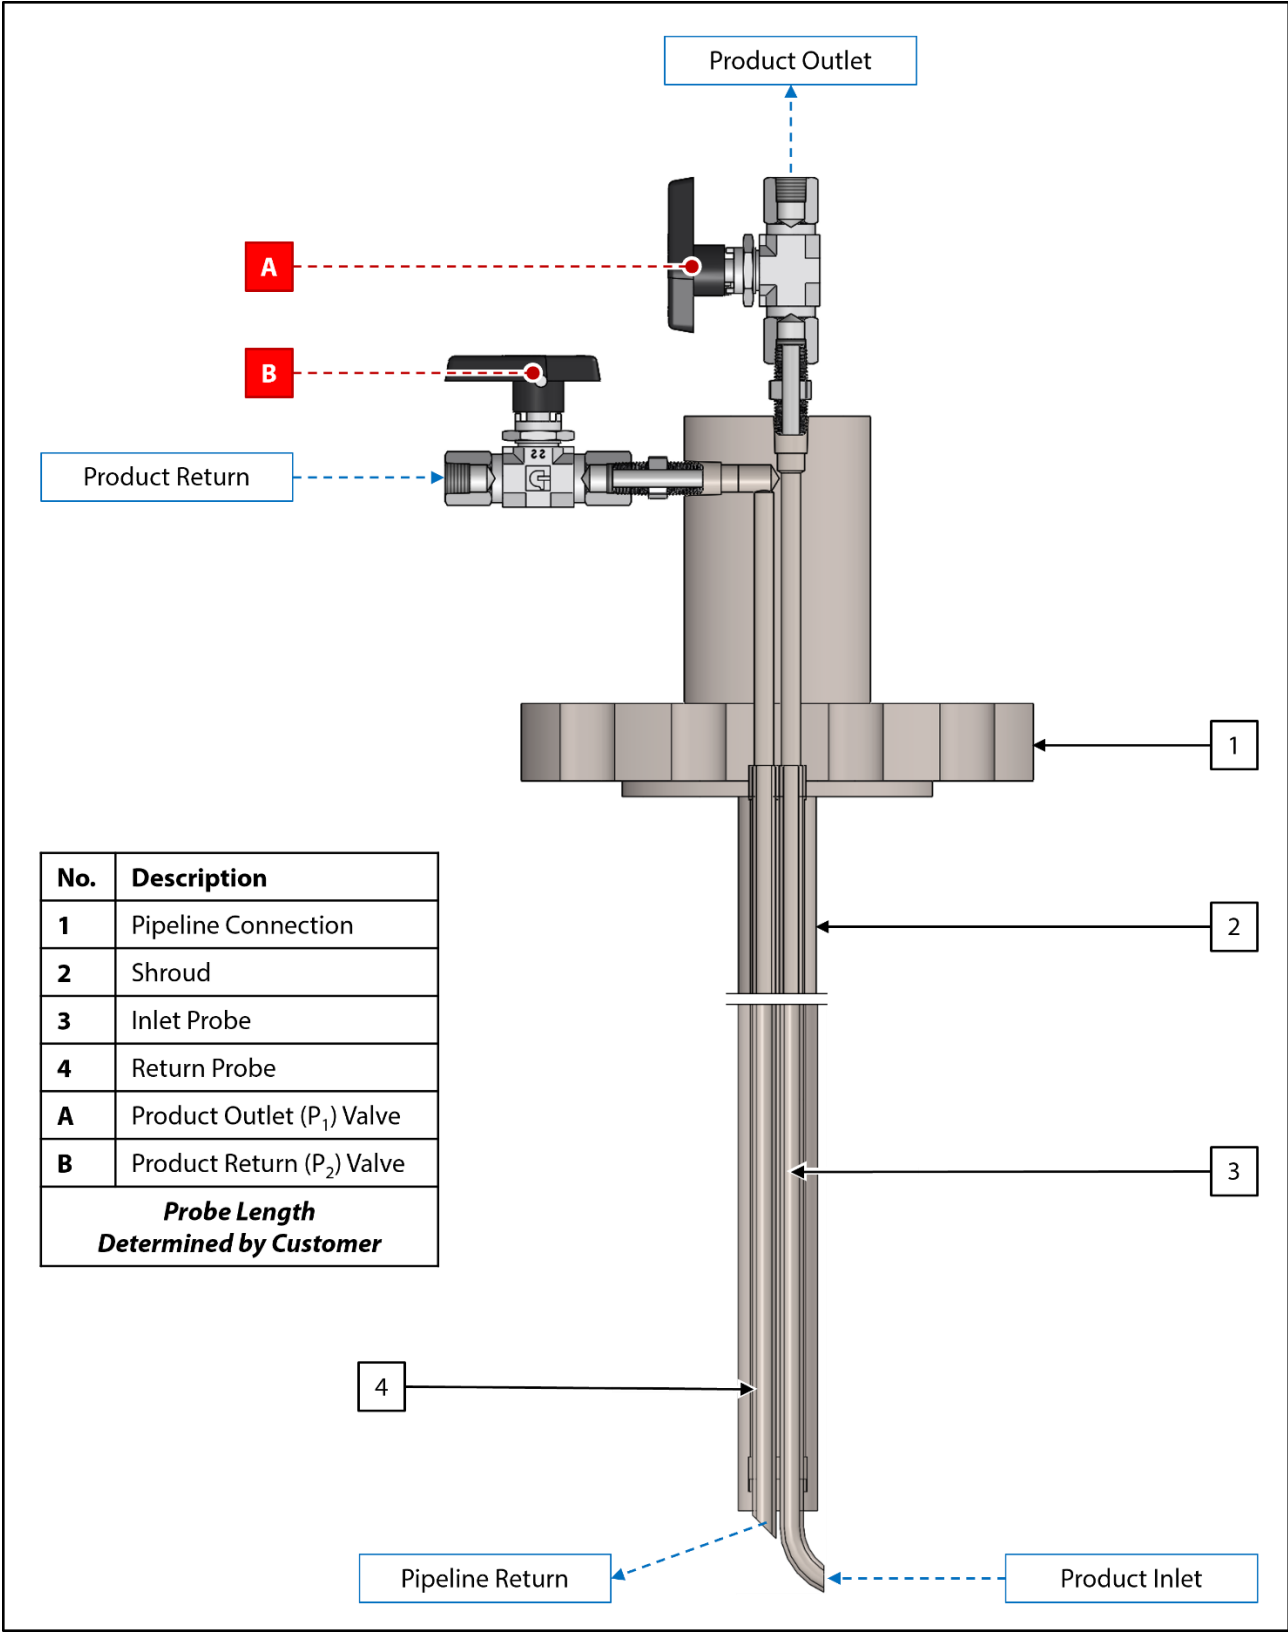 Product Outlet
A
B
Product Return
1
No. Description
1 Pipeline Connection
2 Shroud
3 Inlet Probe
4 Return Probe
A Product Outlet (P₁) Valve
B Product Return (P₂) Valve
Probe Length
Determined by Customer
2
3
4
Pipeline Return
Product Inlet